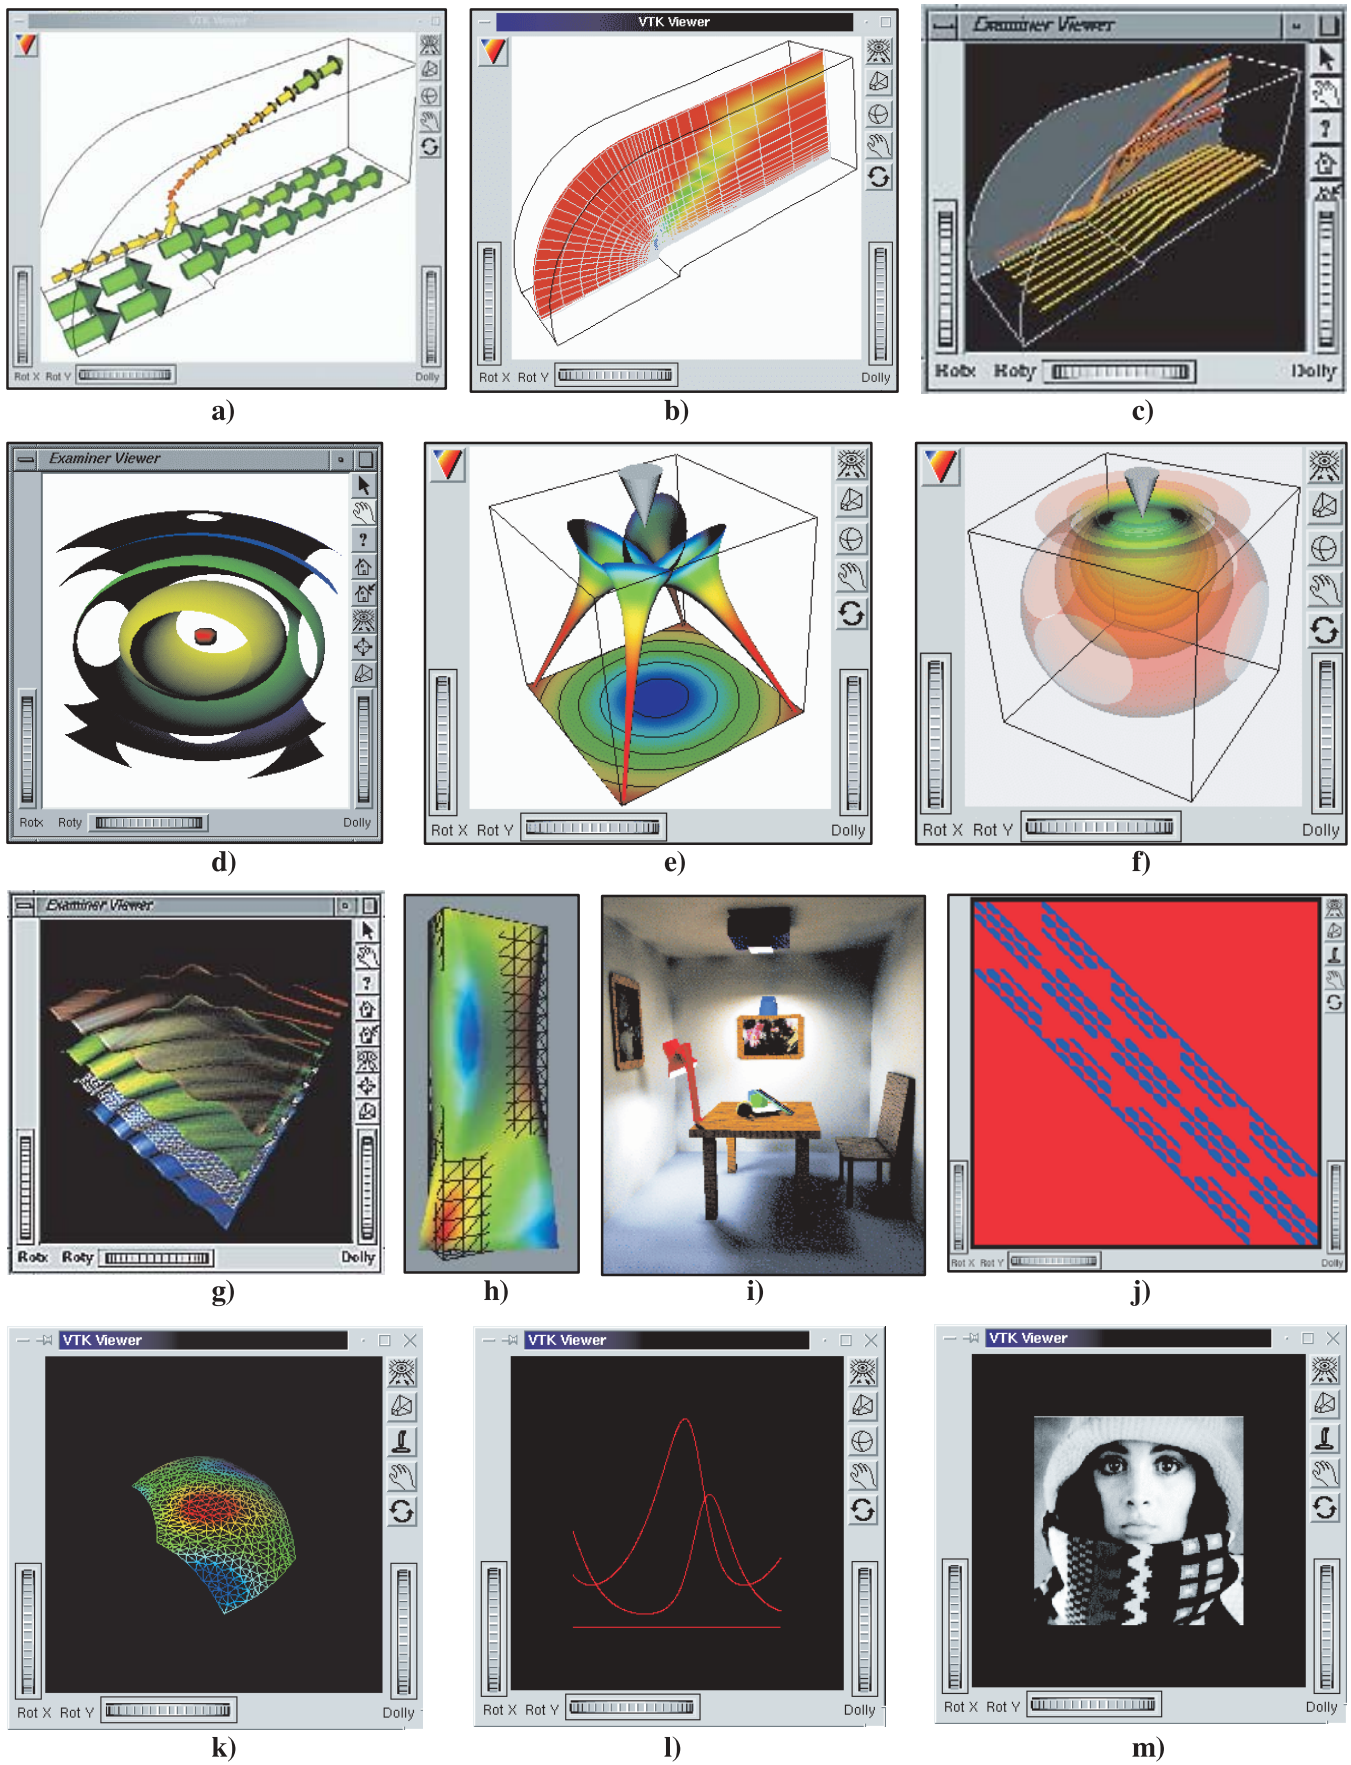 VTK Viewer
Rot X Rot Y Dolly
a)
VTK Viewer
Rot X Rot Y Dolly
b)
Examiner Viewer
?
Rotx Roty Dolly
c)
Examiner Viewer
?
Rotx Roty Dolly
d)
Rot X Rot Y Dolly
e)
Rot X Rot Y Dolly
f)
Examiner Viewer
?
Rotx Roty Dolly
g)
h)
i)
Rot X Rot Y Dolly
j)
VTK Viewer
Rot X Rot Y Dolly
k)
VTK Viewer
Rot X Rot Y Dolly
l)
VTK Viewer
Rot X Rot Y Dolly
m)